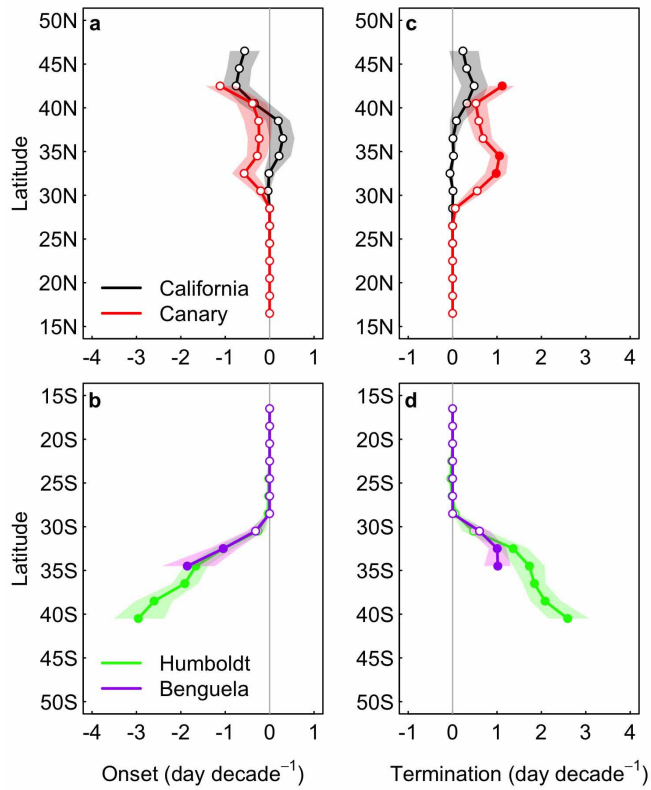 a
c
50N
45N
40N
35N
30N
25N
20N
15N
Latitude
California
Canary
-4 -3 -2 -1 0 1
50N
45N
40N
35N
30N
25N
20N
15N
-1 0 1 2 3 4
b
d
15S
20S
25S
30S
35S
40S
45S
50S
Latitude
Humboldt
Benguela
-4 -3 -2 -1 0 1
Onset (day decade⁻¹)
15S
20S
25S
30S
35S
40S
45S
50S
-1 0 1 2 3 4
Termination (day decade⁻¹)